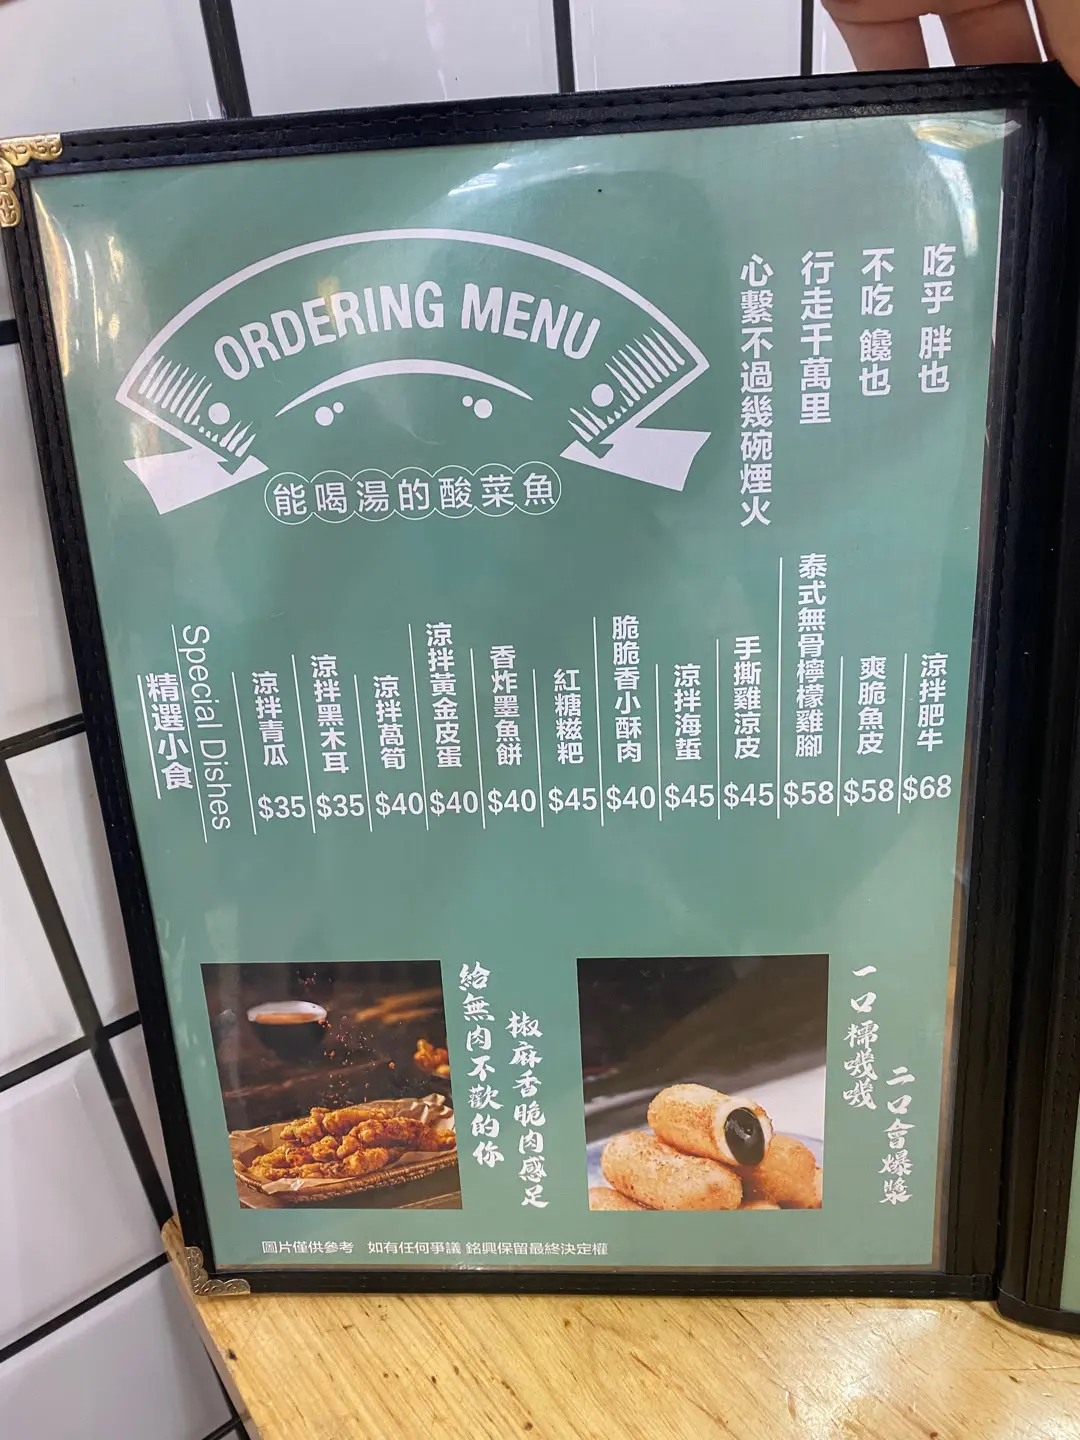 ORDERING MENU
能喝湯的酸菜魚
吃乎 胖也
不吃 饞也
行走千萬里
心繫不過幾碗煙火
Special Dishes
精選小食
涼拌青瓜 $35
涼拌黑木耳 $35
涼拌萵筍 $40
涼拌黃金皮蛋 $40
香炸墨魚餅 $40
紅糖糍粑 $45
脆脆香小酥肉 $40
涼拌海蜇 $45
手撕雞涼皮 $45
泰式無骨檸檬雞腳 $58
爽脆魚皮 $58
涼拌肥牛 $68
給無肉不歡的你
椒麻香脆肉感足
一口糯嘰嘰
二口會爆漿
圖片僅供參考 如有任何爭議 銘興保留最終決定權